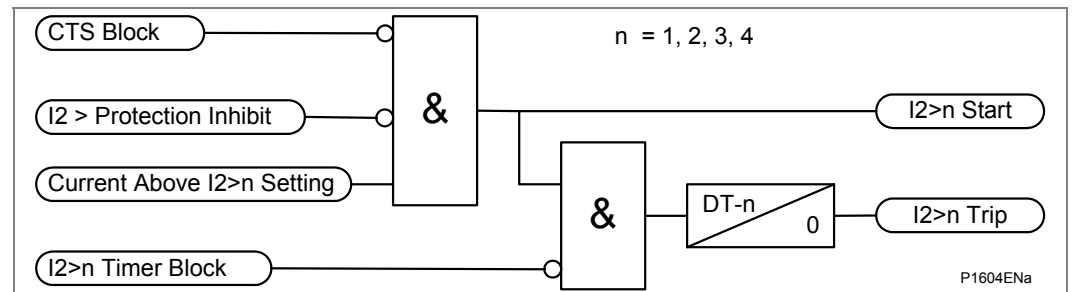 CTS Block
n = 1, 2, 3, 4
I2 > Protection Inhibit
&
I2>n Start
Current Above I2>n Setting
&
DT-n
0
I2>n Trip
I2>n Timer Block
P1604ENa